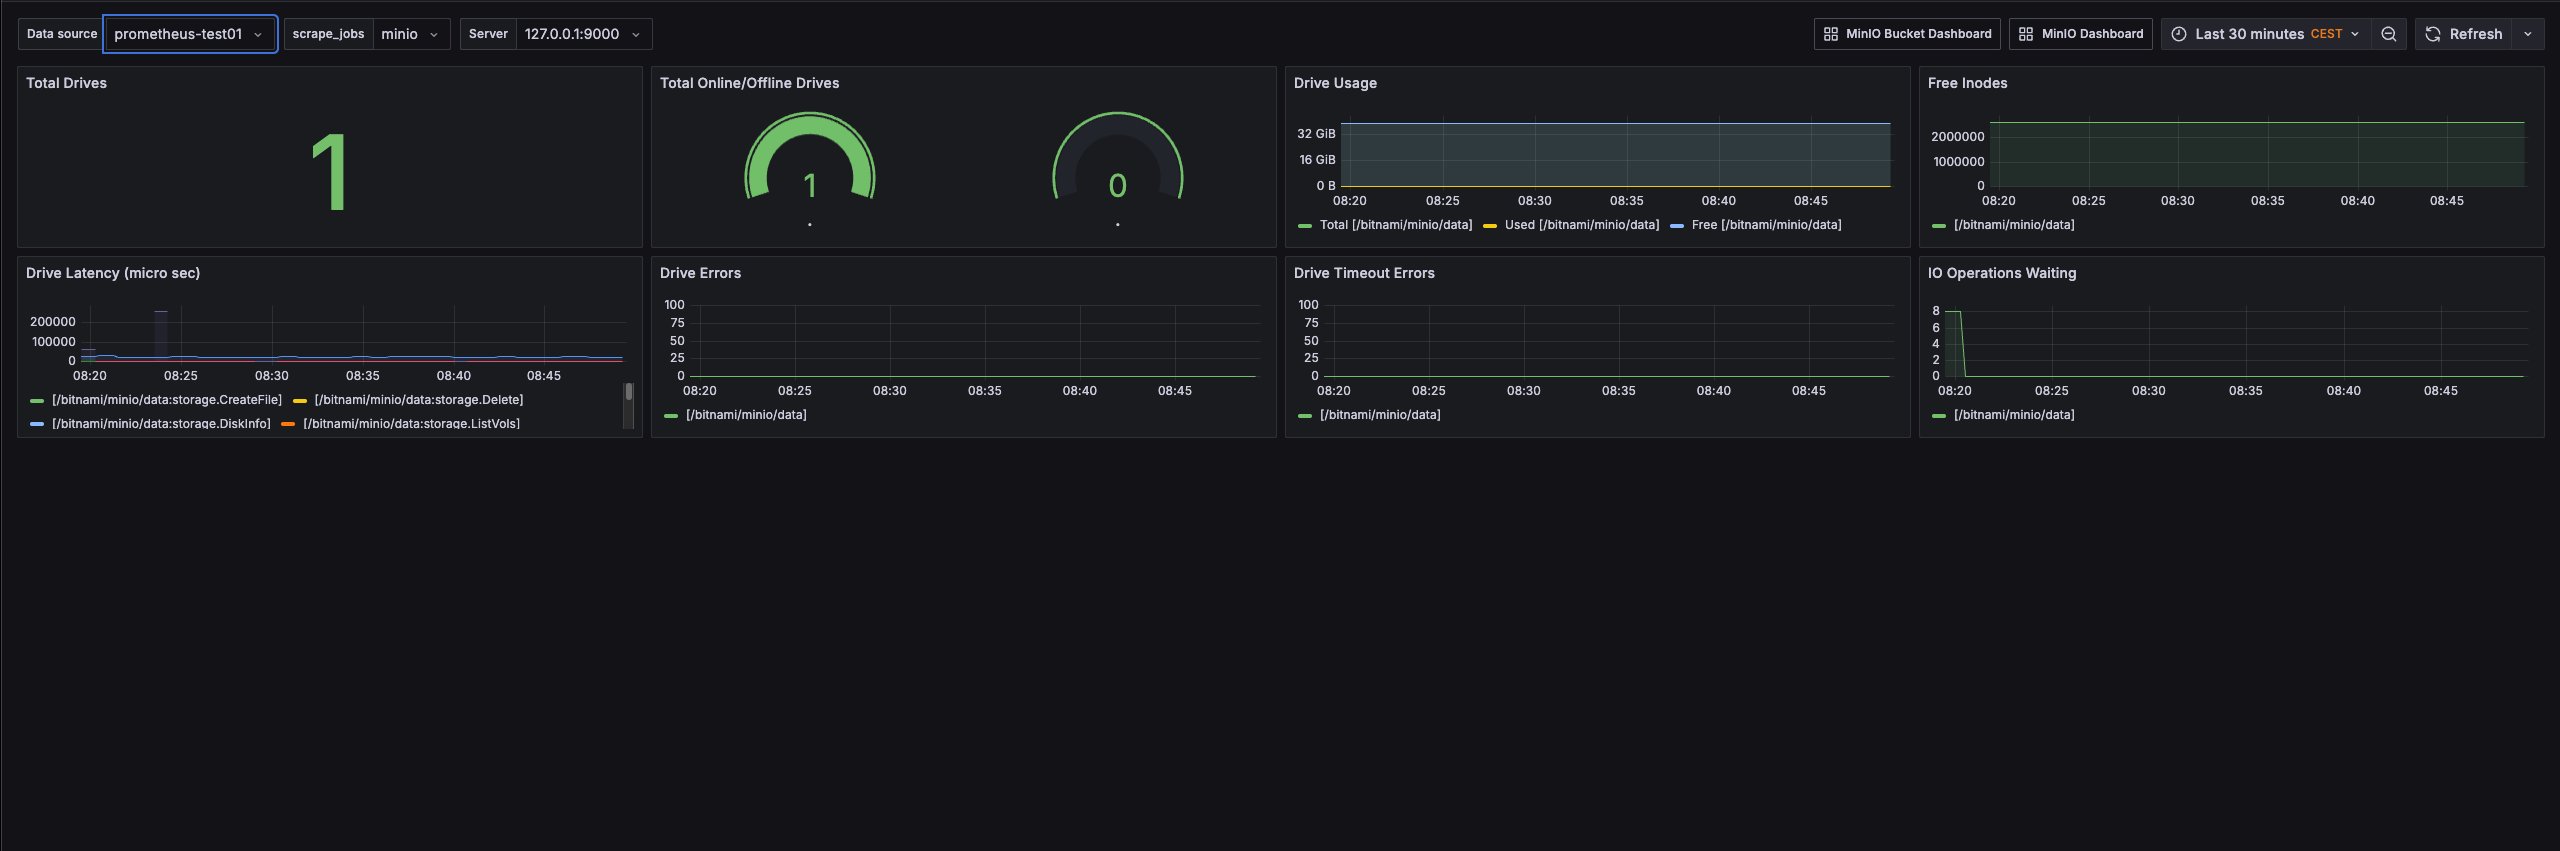 Data source prometheus-test01 scrape_jobs minio Server 127.0.0.1:9000 MinIO Bucket Dashboard MinIO Dashboard Last 30 minutes CEST Refresh
Total Drives
1
Total Online/Offline Drives
1 0
Drive Usage
32 GiB
16 GiB
0 B
08:20 08:25 08:30 08:35 08:40 08:45
Total [/bitnami/minio/data] Used [/bitnami/minio/data] Free [/bitnami/minio/data]
Free Inodes
2000000
1000000
0
08:20 08:25 08:30 08:35 08:40 08:45
[/bitnami/minio/data]
Drive Latency (micro sec)
200000
100000
0
08:20 08:25 08:30 08:35 08:40 08:45
[/bitnami/minio/data:storage.CreateFile] [/bitnami/minio/data:storage.Delete]
[/bitnami/minio/data:storage.DiskInfo] [/bitnami/minio/data:storage.ListVols]
Drive Errors
100
75
50
25
0
08:20 08:25 08:30 08:35 08:40 08:45
[/bitnami/minio/data]
Drive Timeout Errors
100
75
50
25
0
08:20 08:25 08:30 08:35 08:40 08:45
[/bitnami/minio/data]
IO Operations Waiting
8
6
4
2
0
08:20 08:25 08:30 08:35 08:40 08:45
[/bitnami/minio/data]